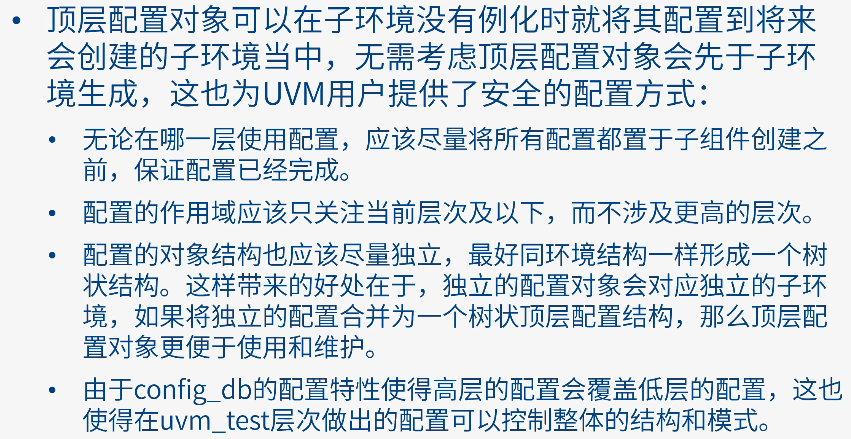 • 顶层配置对象可以在子环境没有例化时就将其配置到将来
会创建的子环境当中，无需考虑顶层配置对象会先于子环
境生成，这也为UVM用户提供了安全的配置方式：
• 无论在哪一层使用配置，应该尽量将所有配置都置于子组件创建之
前，保证配置已经完成。
• 配置的作用域应该只关注当前层次及以下，而不涉及更高的层次。
• 配置的对象结构也应该尽量独立，最好同环境结构一样形成一个树
状结构。这样带来的好处在于，独立的配置对象会对应独立的子环
境，如果将独立的配置合并为一个树状顶层配置结构，那么顶层配
置对象更便于使用和维护。
• 由于config_db的配置特性使得高层的配置会覆盖低层的配置，这也
使得在uvm_test层次做出的配置可以控制整体的结构和模式。